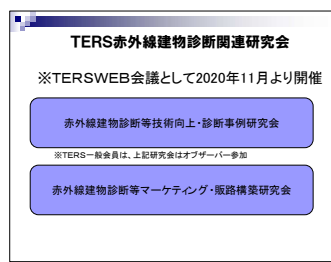 TERS赤外線建物診断関連研究会
※TERSWEB会議として2020年11月より開催
赤外線建物診断等技術向上・診断事例研究会
※TERS一般会員は、上記研究会はオブザーバー参加
赤外線建物診断等マーケティング・販路構築研究会